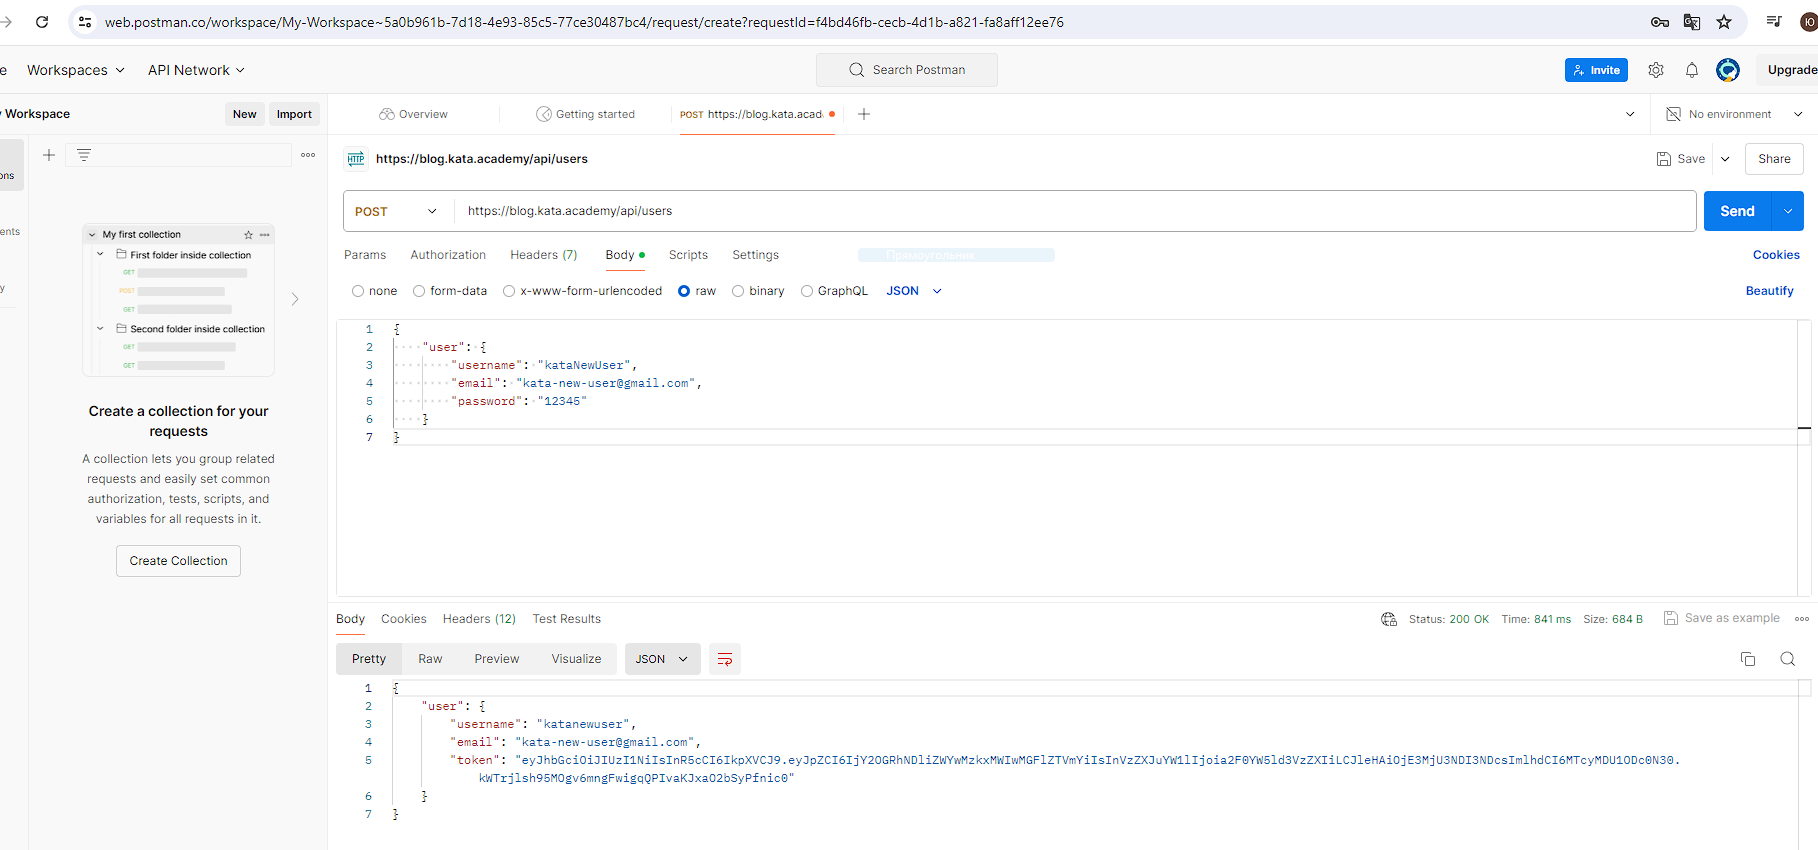 web.postman.co/workspace/My-Workspace~5a0b961b-7d18-4e93-85c5-77ce30487bc4/request/create?requestId=f4bd46fb-cecb-4d1b-a821-fa8aff12ee76
Ю
e Workspaces API Network Search Postman Invite Upgrade
Workspace New Import Overview Getting started POST https://blog.kata.acad No environment
ons
ents
y
https://blog.kata.academy/api/users Save Share
POST https://blog.kata.academy/api/users Send
Params Authorization Headers (7) Body Scripts Settings Прямоугольник Cookies
none form-data x-www-form-urlencoded raw binary GraphQL JSON Beautify
My first collection
First folder inside collection
GET
POST
GET
Second folder inside collection
GET
GET
Create a collection for your
requests
A collection lets you group related
requests and easily set common
authorization, tests, scripts, and
variables for all requests in it.
Create Collection
1 {
2 "user": {
3 "username": "kataNewUser",
4 "email": "kata-new-user@gmail.com",
5 "password": "12345"
6 }
7 }
Body Cookies Headers (12) Test Results Status: 200 OK Time: 841 ms Size: 684 B Save as example
Pretty Raw Preview Visualize JSON
1 {
2 "user": {
3 "username": "katanewuser",
4 "email": "kata-new-user@gmail.com",
5 "token": "eyJhbGciOiJIUzI1NiIsInR5cCI6IkpXVCJ9.eyJpZCI6IjY2OGRhNDliZWYwMzkxMWIwMGFlZTVmYiIsInVzZXJuYW1lIjoia2F0YW5ld3VzZXIiLCJleHAiOjE3MjU3NDI3NDcsImlhdCI6MTcyMDU1ODc0N30.
kWTrjlsh95MOgv6mngFwigqQPIvaKJxaO2bSyPfnic0"
6 }
7 }